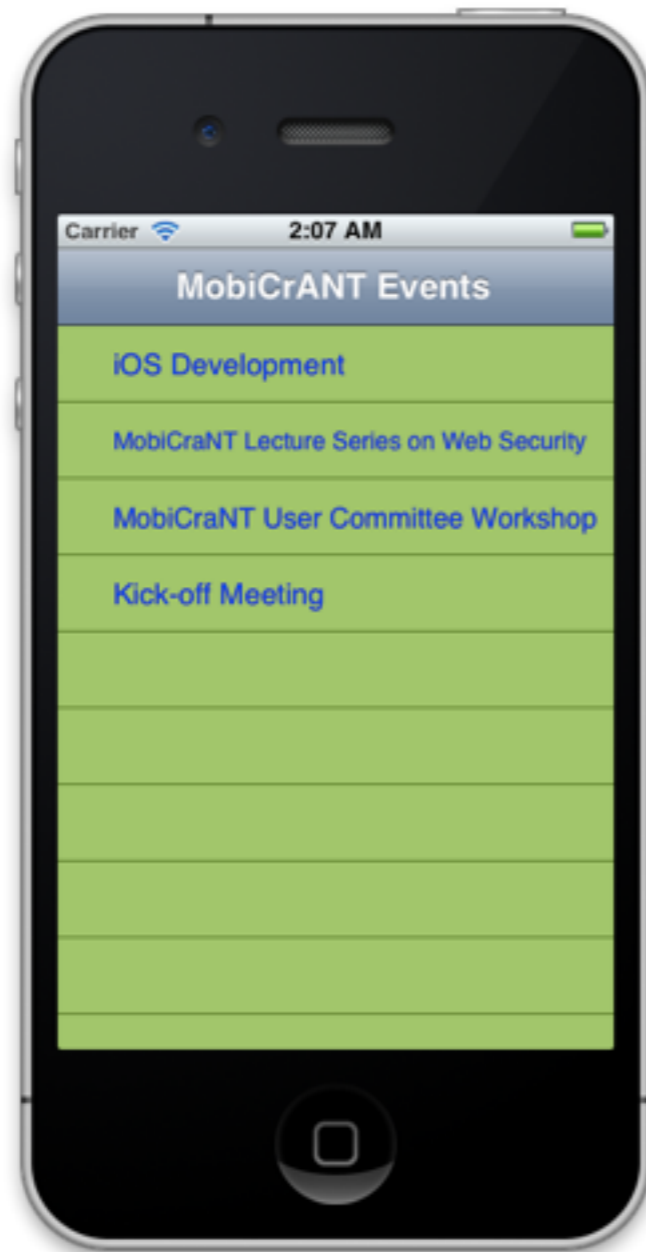 Carrier 2:07 AM
MobiCrANT Events
iOS Development
MobiCraNT Lecture Series on Web Security
MobiCraNT User Committee Workshop
Kick-off Meeting